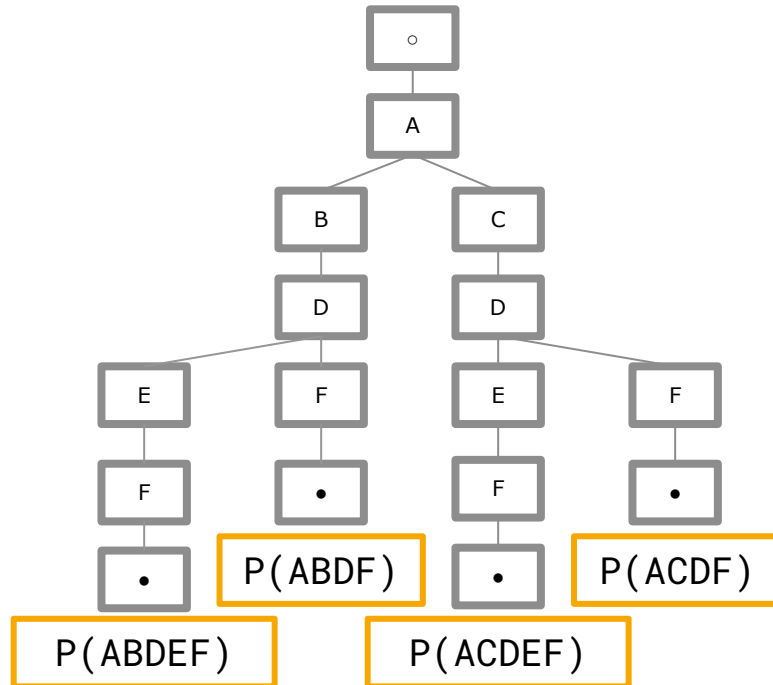 ○
A
B C
D D
E F E F
F ● F ●
● P(ABDF) ● P(ACDF)
P(ABDEF) P(ACDEF)